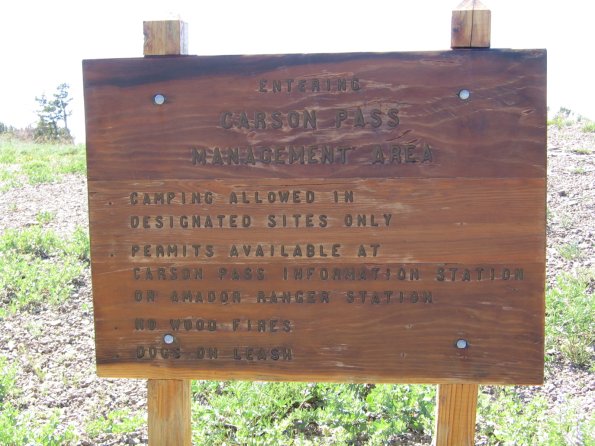 ENTERING
CARSON PASS
MANAGEMENT AREA
. CAMPING ALLOWED IN
DESIGNATED SITES ONLY
. PERMITS AVAILABLE AT
CARSON PASS INFORMATION STATION
OR AMADOR RANGER STATION
. NO WOOD FIRES
. DOGS ON LEASH